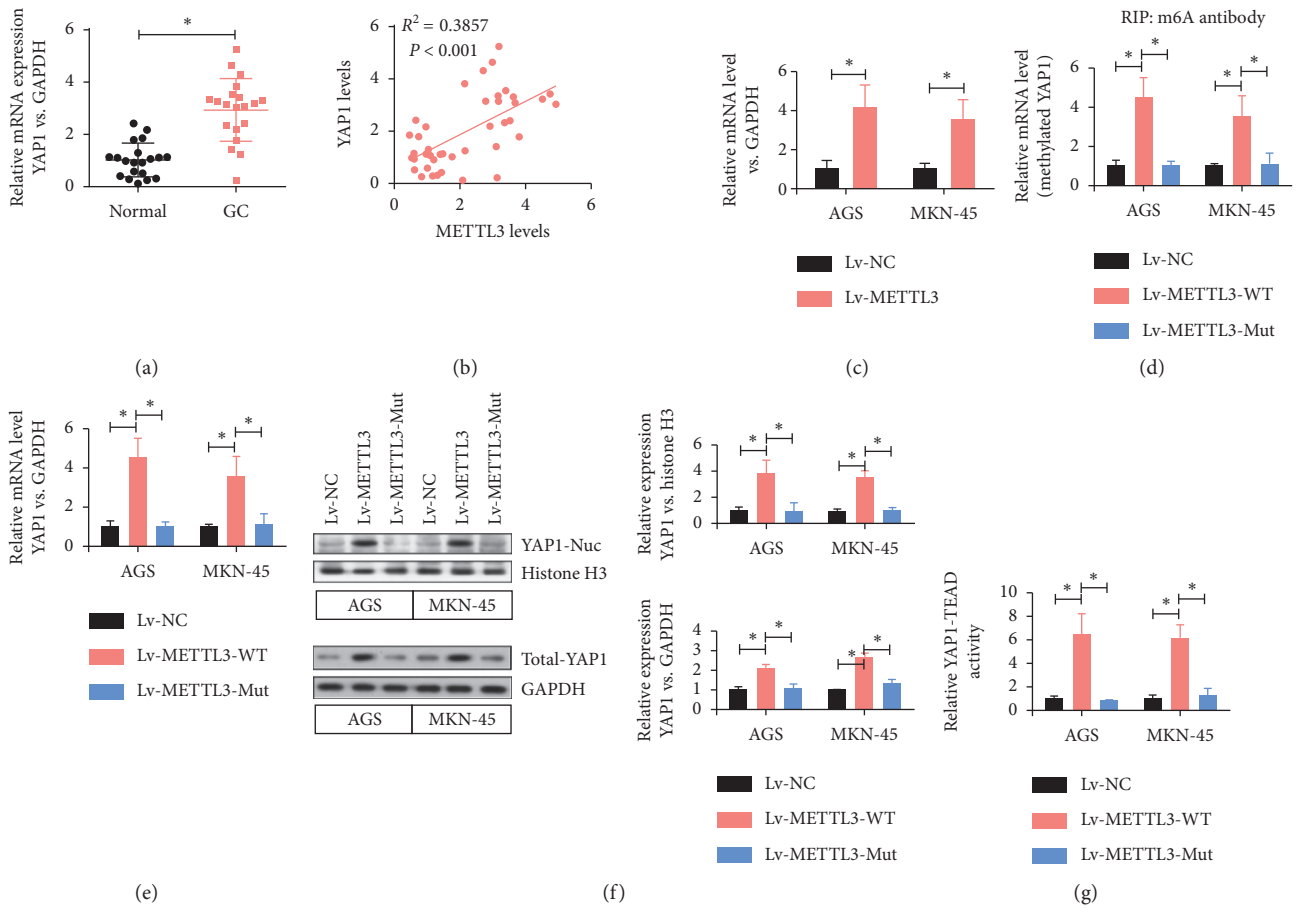 Relative mRNA expression
YAP1 vs. GAPDH
6
4
2
0
*
Normal
GC
(a)
YAP1 levels
6
4
2
0
R² = 0.3857
P < 0.001
0
2
4
6
METTL3 levels
(b)
Relative mRNA level
vs. GAPDH
8
6
4
2
0
*
*
AGS
MKN-45
Lv-NC
Lv-METTL3
(c)
RIP: m6A antibody
Relative mRNA level
(methylated YAP1)
6
4
2
0
*
*
*
*
AGS
MKN-45
Lv-NC
Lv-METTL3-WT
Lv-METTL3-Mut
(d)
Relative mRNA level
YAP1 vs. GAPDH
6
4
2
0
*
*
*
*
AGS
MKN-45
Lv-NC
Lv-METTL3-WT
Lv-METTL3-Mut
(e)
Lv-NC
Lv-METTL3
Lv-METTL3-Mut
Lv-NC
Lv-METTL3
Lv-METTL3-Mut
YAP1-Nuc
Histone H3
AGS
MKN-45
Total-YAP1
GAPDH
AGS
MKN-45
Relative expression
YAP1 vs. histone H3
6
4
2
0
*
*
*
*
AGS
MKN-45
Relative expression
YAP1 vs. GAPDH
4
3
2
1
0
*
*
*
*
AGS
MKN-45
Lv-NC
Lv-METTL3-WT
Lv-METTL3-Mut
(f)
Relative YAP1-TEAD
activity
10
8
6
4
2
0
*
*
*
*
AGS
MKN-45
Lv-NC
Lv-METTL3-WT
Lv-METTL3-Mut
(g)